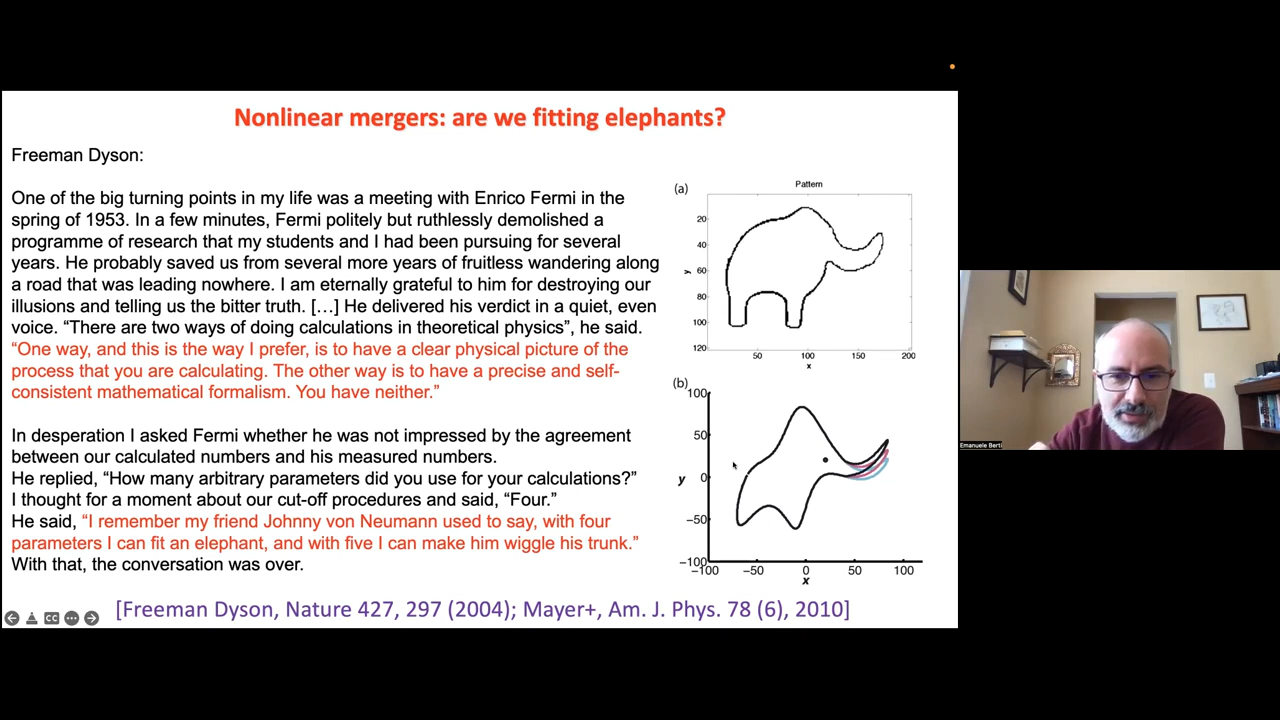 Nonlinear mergers: are we fitting elephants?
Freeman Dyson:
One of the big turning points in my life was a meeting with Enrico Fermi in the
spring of 1953. In a few minutes, Fermi politely but ruthlessly demolished a
programme of research that my students and I had been pursuing for several
years. He probably saved us from several more years of fruitless wandering along
a road that was leading nowhere. I am eternally grateful to him for destroying our
illusions and telling us the bitter truth. […] He delivered his verdict in a quiet, even
voice. “There are two ways of doing calculations in theoretical physics”, he said.
“One way, and this is the way I prefer, is to have a clear physical picture of the
process that you are calculating. The other way is to have a precise and self-
consistent mathematical formalism. You have neither.”
In desperation I asked Fermi whether he was not impressed by the agreement
between our calculated numbers and his measured numbers.
He replied, “How many arbitrary parameters did you use for your calculations?”
I thought for a moment about our cut-off procedures and said, “Four.”
He said, “I remember my friend Johnny von Neumann used to say, with four
parameters I can fit an elephant, and with five I can make him wiggle his trunk.”
With that, the conversation was over.
[Freeman Dyson, Nature 427, 297 (2004); Mayer+, Am. J. Phys. 78 (6), 2010]
CC
(a)
Pattern
20
40
60
80
100
120
y
50
100
150
200
x
(b)
100
50
0
−50
−100
y
−100
−50
0
50
100
x
Emanuele Berti